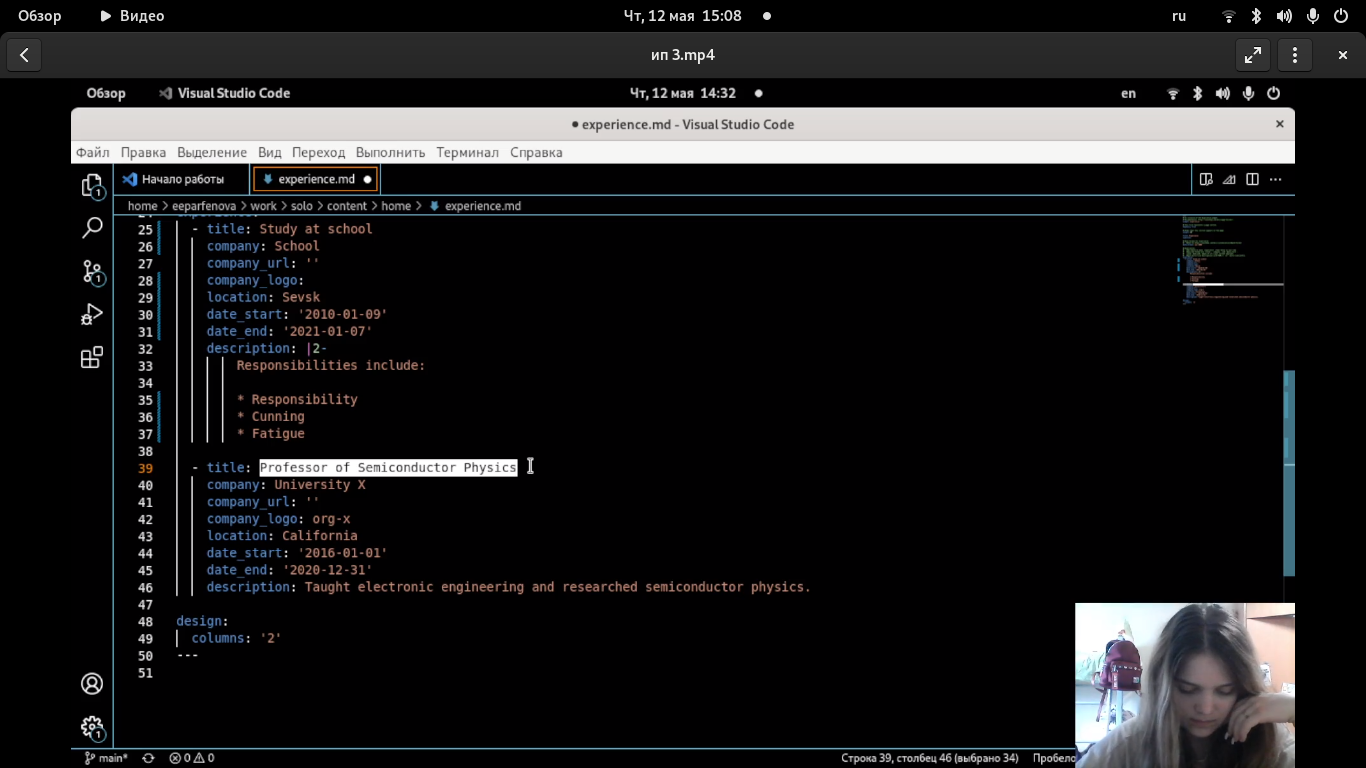 Обзор Видео Чт, 12 мая 15:08 ru
ип 3.mp4
Обзор Visual Studio Code Чт, 12 мая 14:32 en
experience.md - Visual Studio Code
Файл Правка Выделение Вид Переход Выполнить Терминал Справка
Начало работы experience.md
home > eeparfenova > work > solo > content > home > experience.md
25 - title: Study at school
26 company: School
27 company_url: ''
28 company_logo:
29 location: Sevsk
30 date_start: '2010-01-09'
31 date_end: '2021-01-07'
32 description: |2-
33 Responsibilities include:
34
35 * Responsibility
36 * Cunning
37 * Fatigue
38
39 - title: Professor of Semiconductor Physics
40 company: University X
41 company_url: ''
42 company_logo: org-x
43 location: California
44 date_start: '2016-01-01'
45 date_end: '2020-12-31'
46 description: Taught electronic engineering and researched semiconductor physics.
47
48 design:
49 columns: '2'
50 ---
51
main* 0 0 Строка 39, столбец 46 (выбрано 34) Пробело